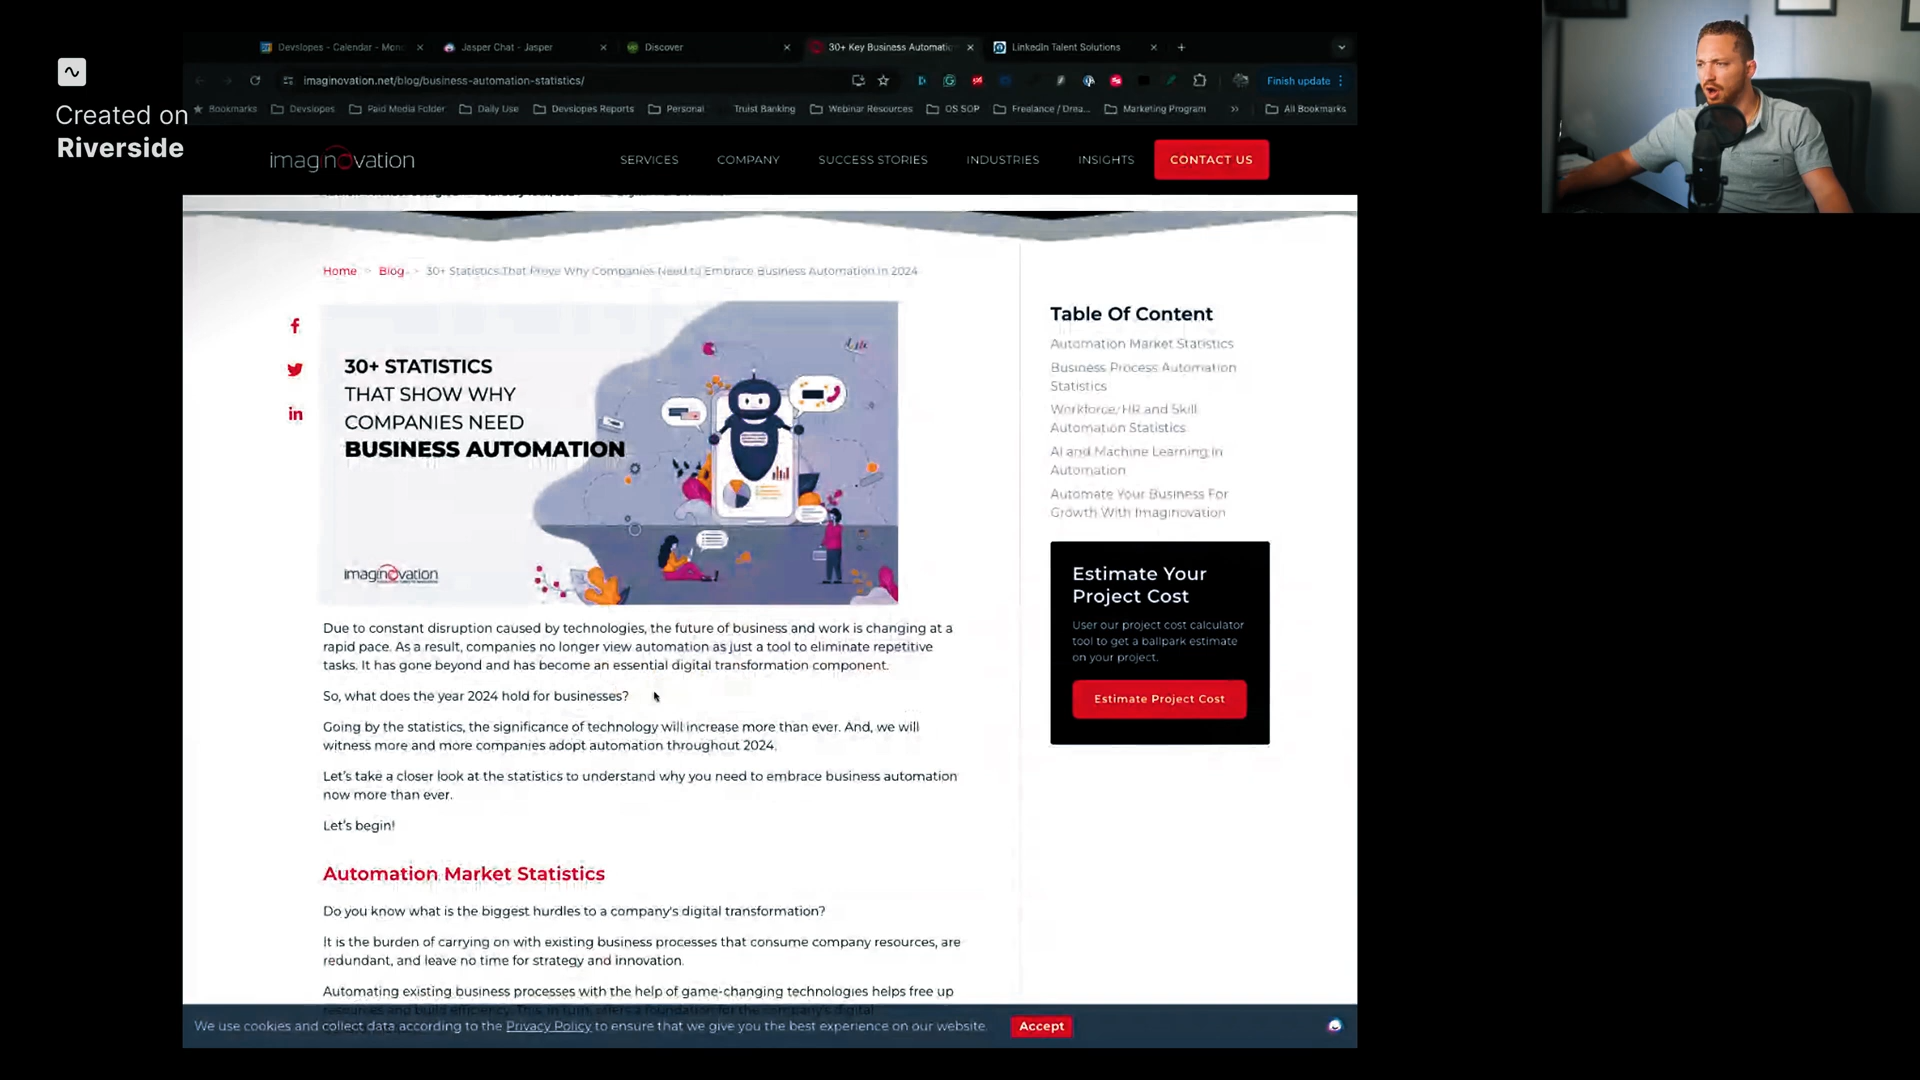 Created on
Riverside
Devslopes - Calendar - Mon
Jasper Chat - Jasper
Discover
30+ Key Business Automatio
LinkedIn Talent Solutions
imaginovation.net/blog/business-automation-statistics/
Finish update
Bookmarks
Devslopes
Paid Media Folder
Daily Use
Devslopes Reports
Personal
Truist Banking
Webinar Resources
OS SOP
Freelance / Drea...
Marketing Program
All Bookmarks
imaginovation
SERVICES
COMPANY
SUCCESS STORIES
INDUSTRIES
INSIGHTS
CONTACT US
Home > Blog > 30+ Statistics That Prove Why Companies Need to Embrace Business Automation in 2024
30+ STATISTICS
THAT SHOW WHY
COMPANIES NEED
BUSINESS AUTOMATION
imaginovation
Due to constant disruption caused by technologies, the future of business and work is changing at a
rapid pace. As a result, companies no longer view automation as just a tool to eliminate repetitive
tasks. It has gone beyond and has become an essential digital transformation component.
So, what does the year 2024 hold for businesses?
Going by the statistics, the significance of technology will increase more than ever. And, we will
witness more and more companies adopt automation throughout 2024.
Let's take a closer look at the statistics to understand why you need to embrace business automation
now more than ever.
Let's begin!
Automation Market Statistics
Do you know what is the biggest hurdles to a company's digital transformation?
It is the burden of carrying on with existing business processes that consume company resources, are
redundant, and leave no time for strategy and innovation.
Automating existing business processes with the help of game-changing technologies helps free up
Table Of Content
Automation Market Statistics
Business Process Automation
Statistics
Workforce/HR and Skill
Automation Statistics
AI and Machine Learning in
Automation
Automate Your Business For
Growth With Imaginovation
Estimate Your
Project Cost
User our project cost calculator
tool to get a ballpark estimate
on your project.
Estimate Project Cost
We use cookies and collect data according to the Privacy Policy to ensure that we give you the best experience on our website.
Accept